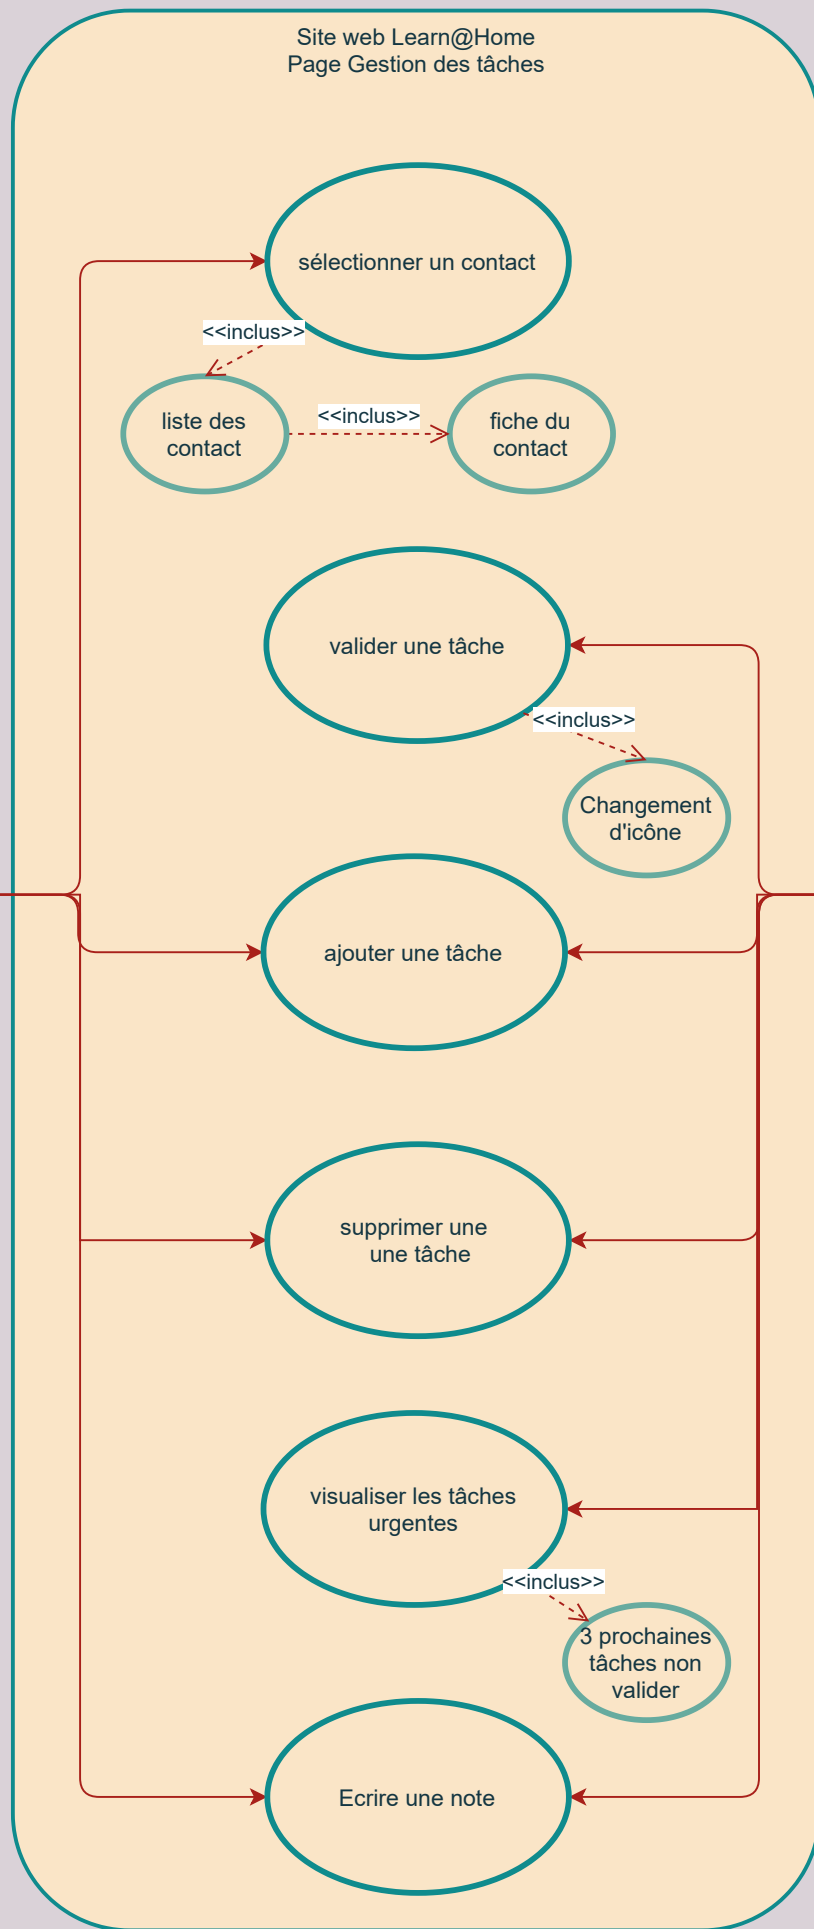 Site web Learn@Home
Page Gestion des tâches
sélectionner un contact
<<inclus>>
liste des
contact
<<inclus>>
fiche du
contact
valider une tâche
<<inclus>>
Changement
d'icône
ajouter une tâche
supprimer une
une tâche
visualiser les tâches
urgentes
<<inclus>>
3 prochaines
tâches non
valider
Ecrire une note